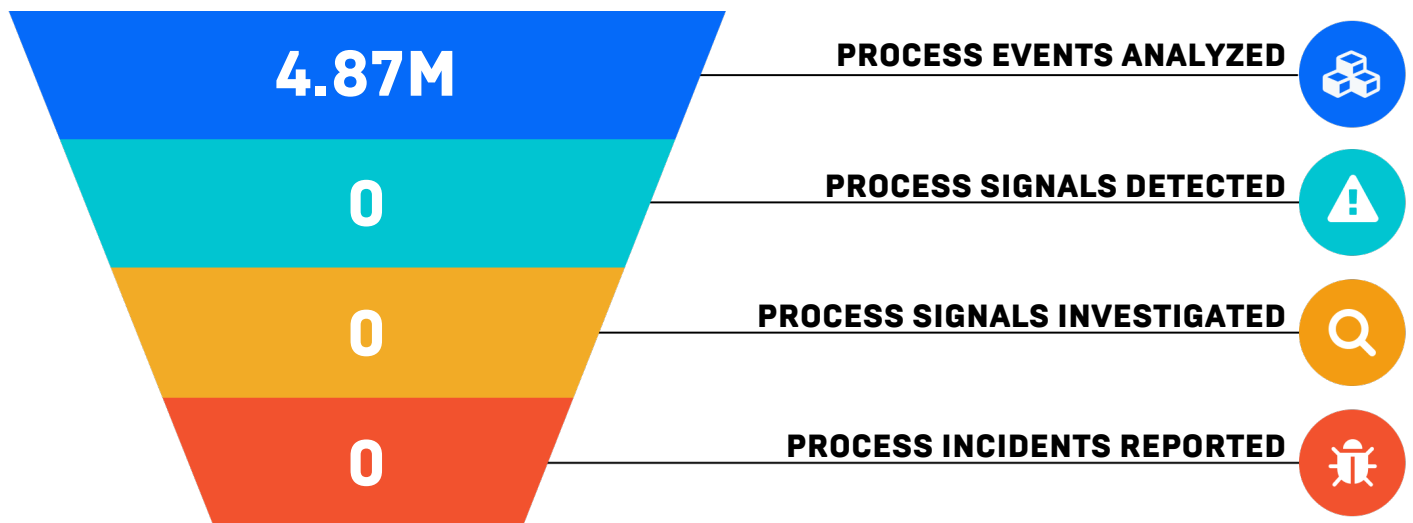 4.87M
PROCESS EVENTS ANALYZED
0
PROCESS SIGNALS DETECTED
0
PROCESS SIGNALS INVESTIGATED
0
PROCESS INCIDENTS REPORTED